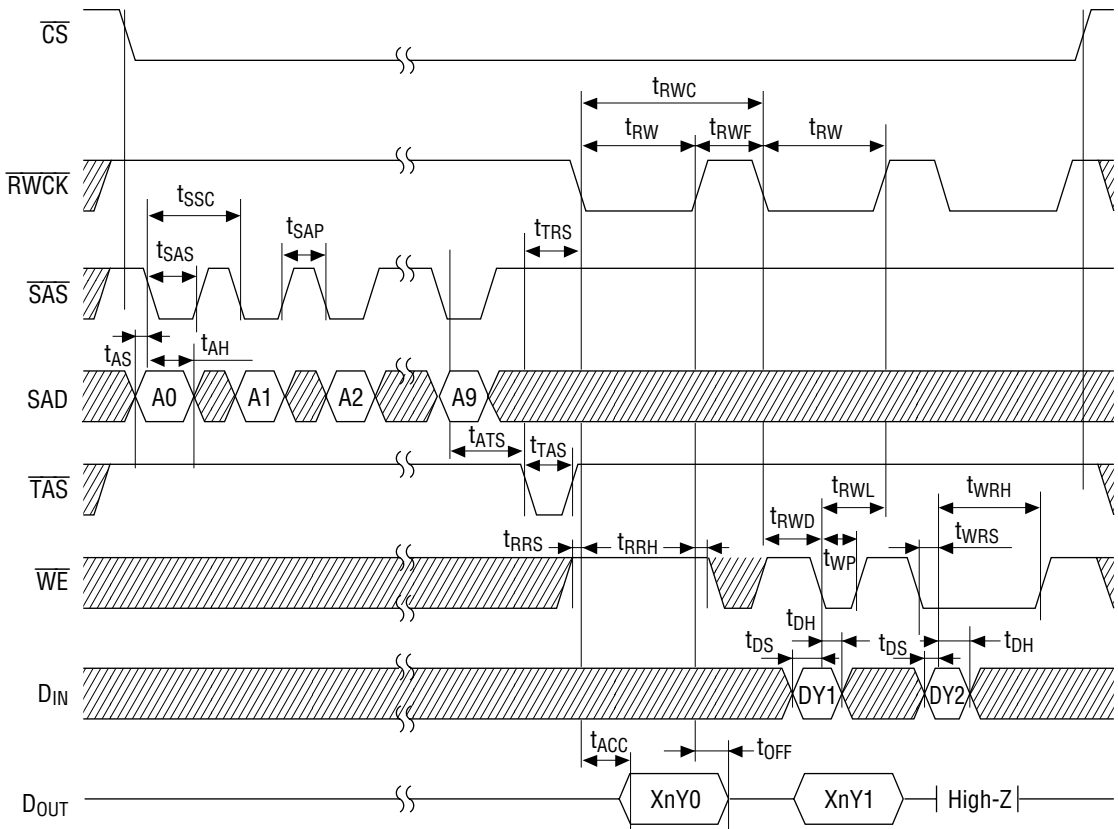 CS
tRWC
tRW tRWF tRW
RWCK
tSSC
tSAP
tTRS
tSAS
SAS
tAS tAH
SAD A0 A1 A2 A9
tATS tTAS
TAS
tRWL tWRH
tRWD
tRRS tRRH tWP tWRS
WE
tDH
tDS tDS tDH
DIN DY1 DY2
tACC tOFF
DOUT XnY0 XnY1 High-Z